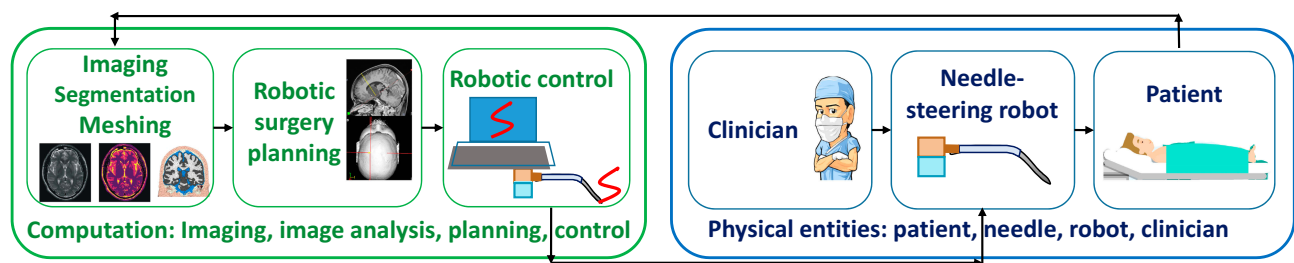 Imaging
Segmentation
Meshing
Robotic
surgery
planning
Robotic control
Computation: Imaging, image analysis, planning, control
Clinician
Needle-
steering robot
Patient
Physical entities: patient, needle, robot, clinician